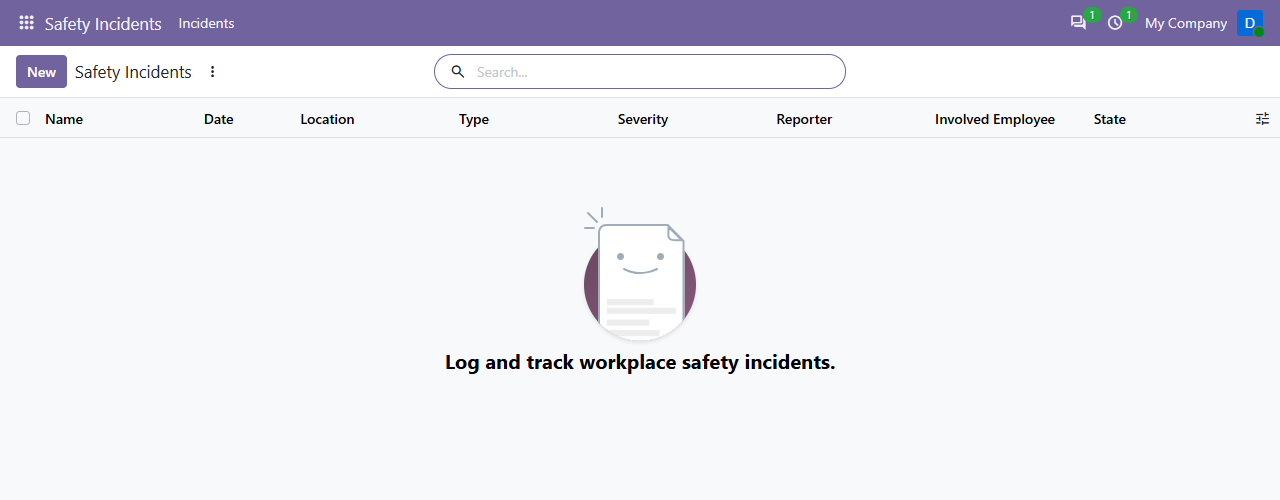 Safety Incidents Incidents 1 1 My Company D
New Safety Incidents Search...
Name Date Location Type Severity Reporter Involved Employee State
Log and track workplace safety incidents.